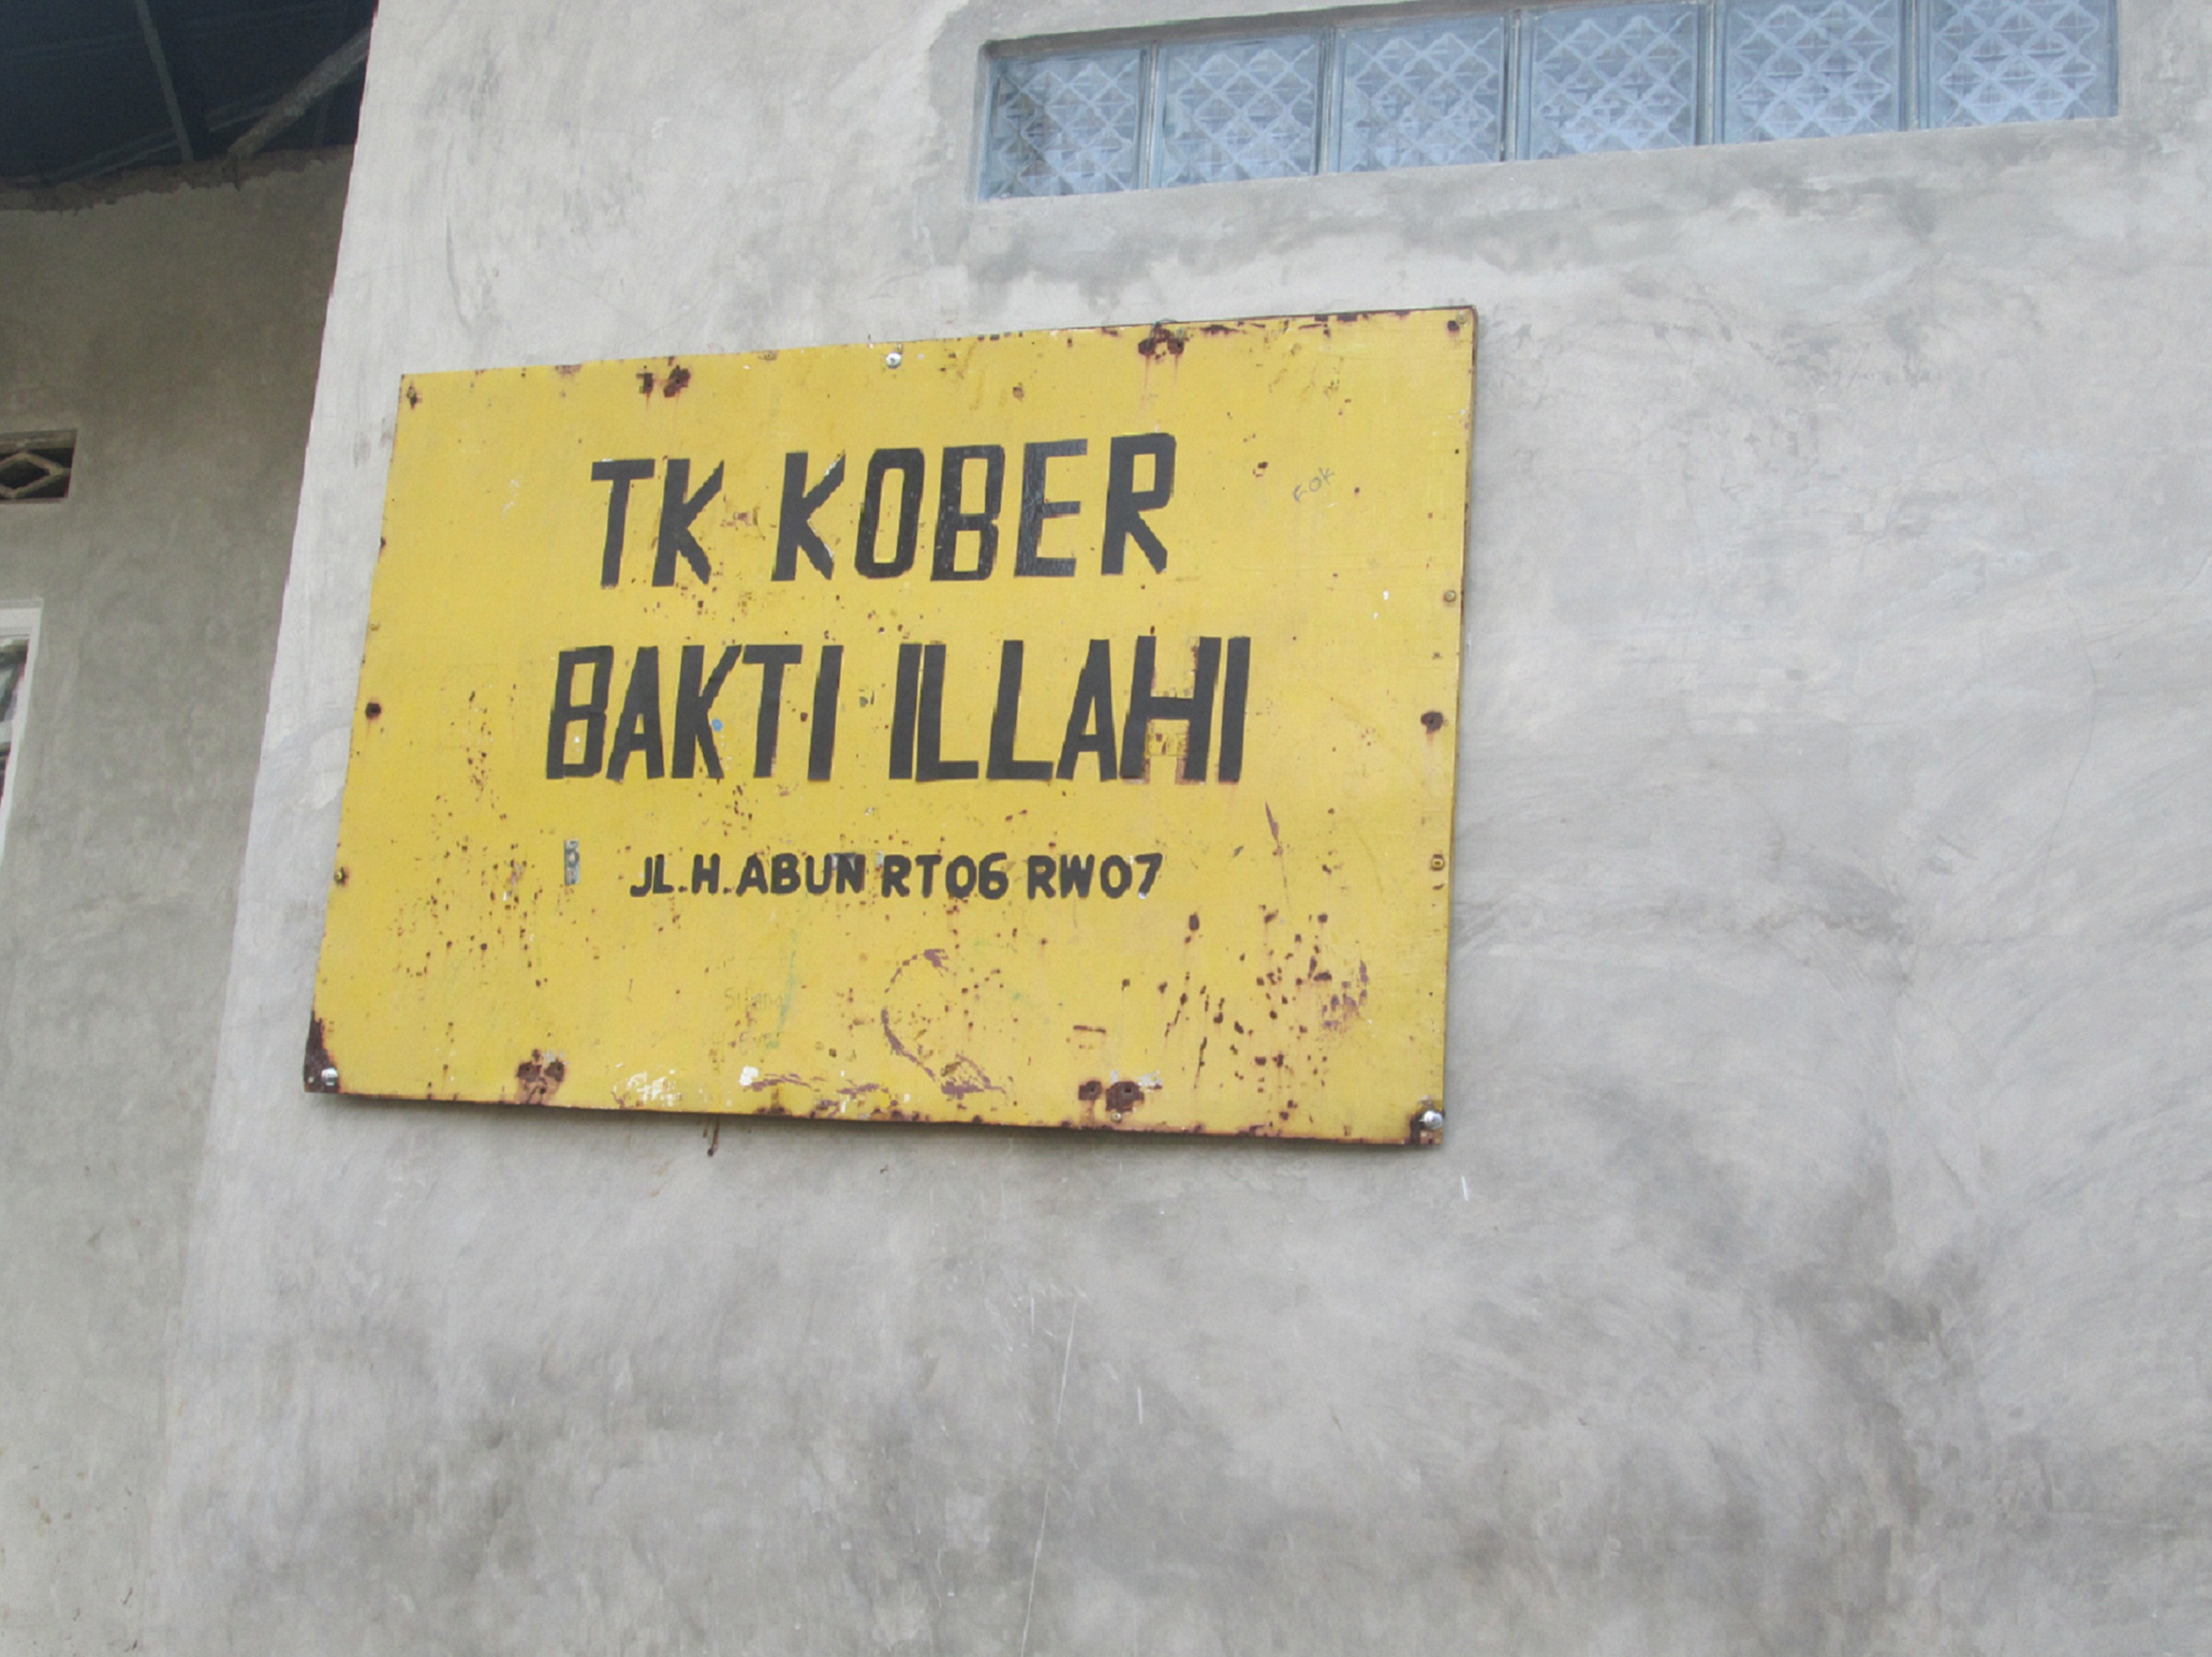 TK KOBER
BAKTI ILLAHI
JL.H.ABUN RT06 RW07